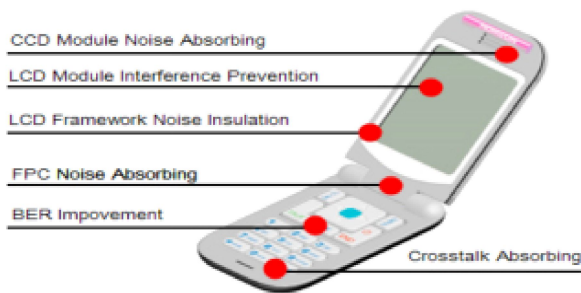 CCD Module Noise Absorbing
LCD Module Interference Prevention
LCD Framework Noise Insulation
FPC Noise Absorbing
BER Impovement
Crosstalk Absorbing